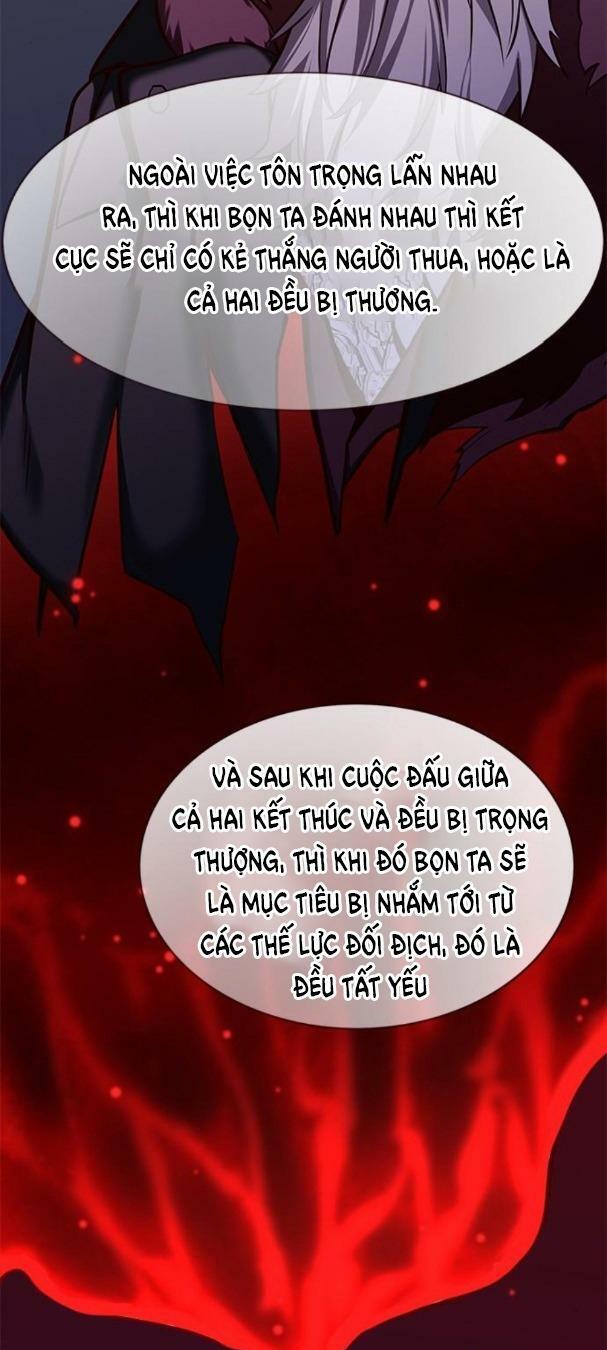 NGOÀI VIỆC TÔN TRỌNG LẪN NHAU
RA, THÌ KHI BỌN TA ĐÁNH NHAU THÌ KẾT
CỤC SẼ CHỈ CÓ KẺ THẮNG NGƯỜI THUA, HOẶC LÀ
CẢ HAI ĐỀU BỊ THƯƠNG.
VÀ SAU KHI CUỘC ĐẤU GIỮA
CẢ HAI KẾT THÚC VÀ ĐỀU BỊ TRỌNG
THƯỢNG, THÌ KHI ĐÓ BỌN TA SẼ
LÀ MỤC TIÊU BỊ NHẮM TỚI TỪ
CÁC THẾ LỰC ĐỐI ĐỊCH, ĐÓ LÀ
ĐỀU TẤT YẾU